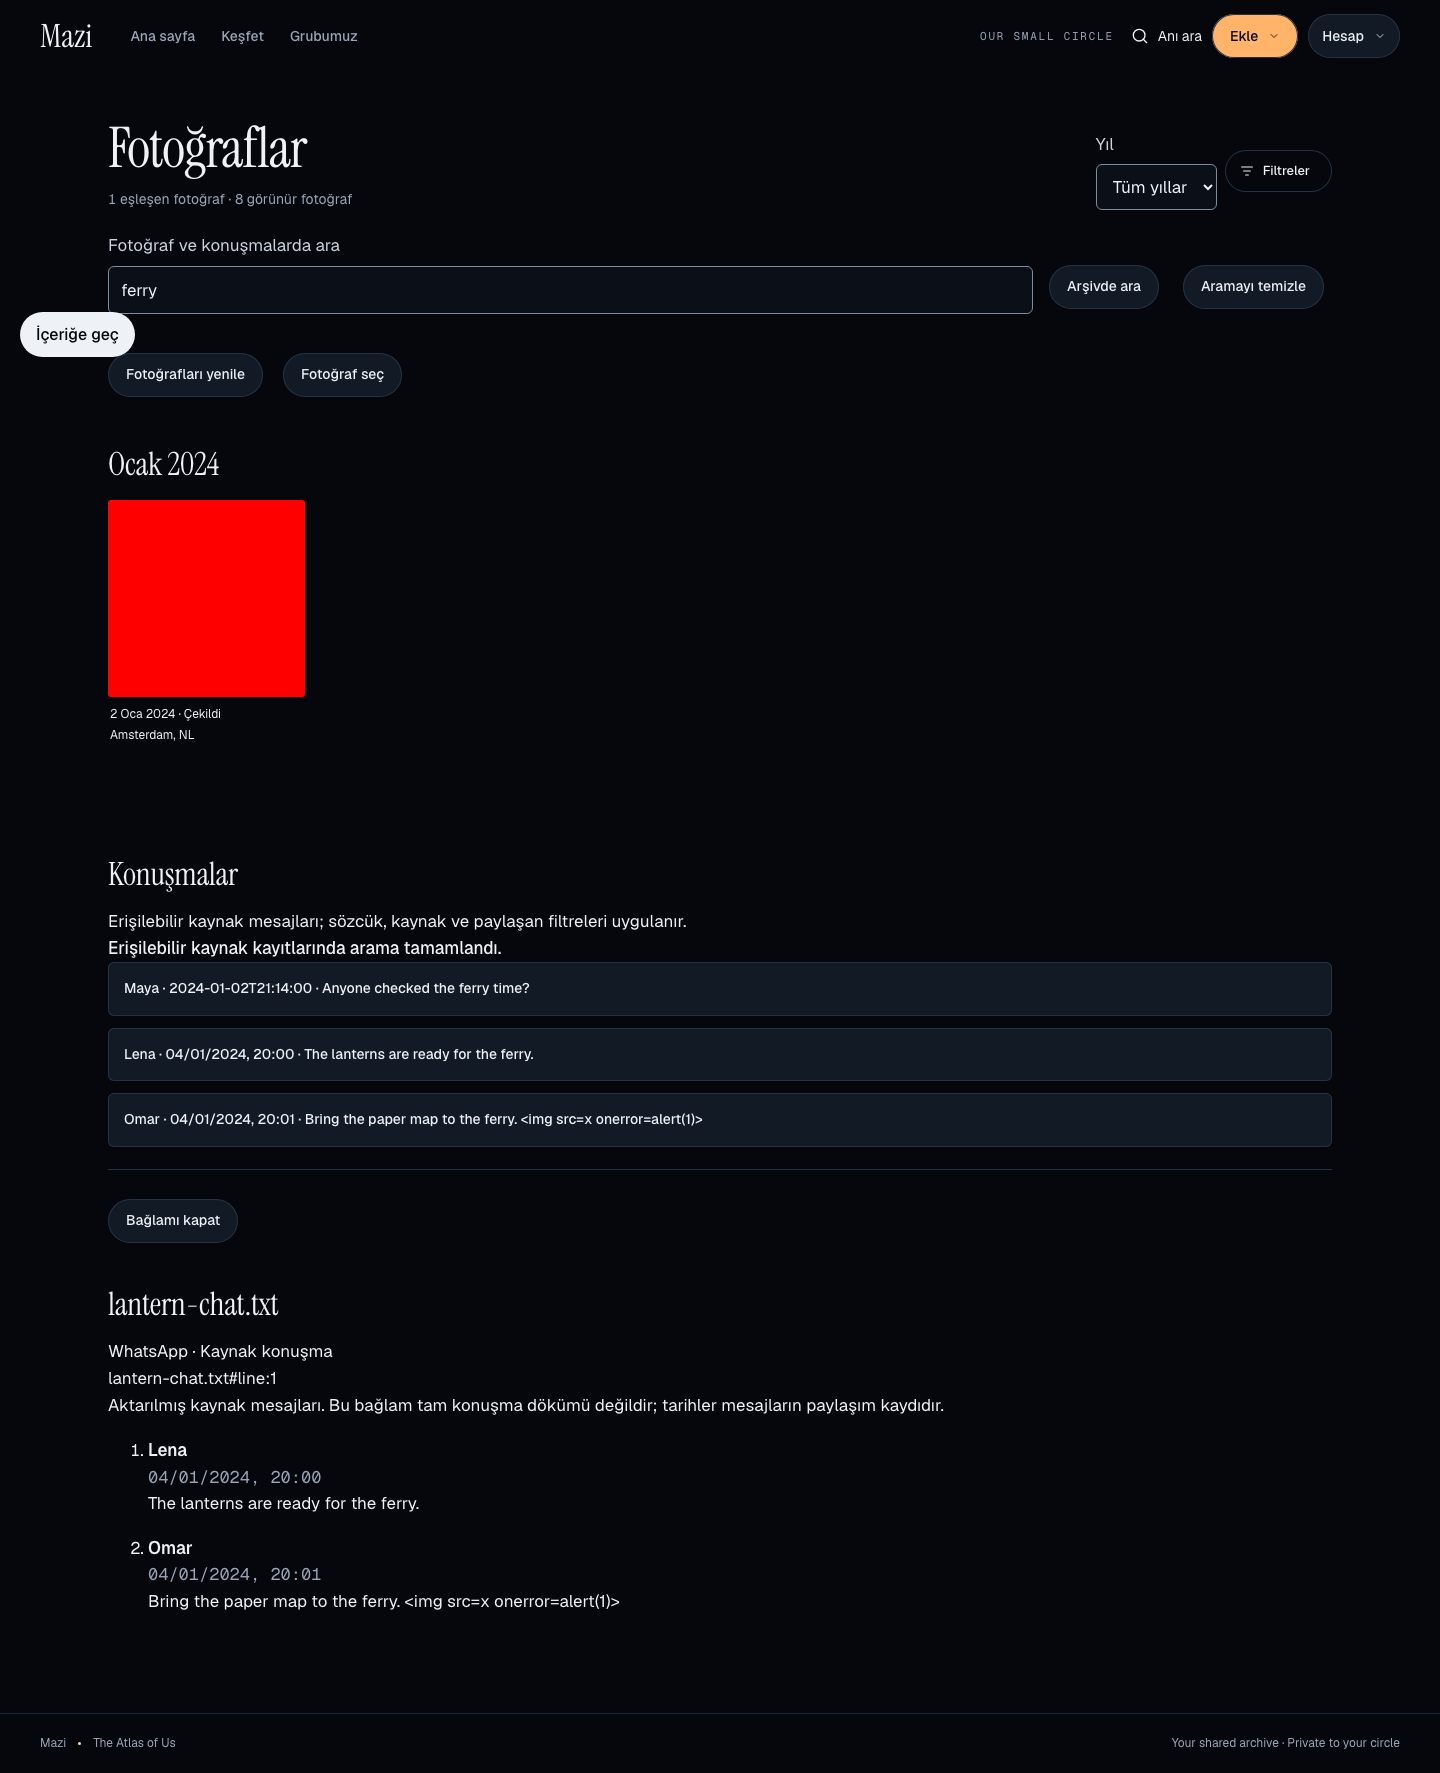 Mazi Ana sayfa Keşfet Grubumuz OUR SMALL CIRCLE Anı ara Ekle Hesap
Fotoğraflar
1 eşleşen fotoğraf · 8 görünür fotoğraf
Yıl
Tüm yıllar
Filtreler
Fotoğraf ve konuşmalarda ara
ferry
Arşivde ara
Aramayı temizle
İçeriğe geç
Fotoğrafları yenile
Fotoğraf seç
Ocak 2024
2 Oca 2024 · Çekildi
Amsterdam, NL
Konuşmalar
Erişilebilir kaynak mesajları; sözcük, kaynak ve paylaşan filtreleri uygulanır.
Erişilebilir kaynak kayıtlarında arama tamamlandı.
Maya · 2024-01-02T21:14:00 · Anyone checked the ferry time?
Lena · 04/01/2024, 20:00 · The lanterns are ready for the ferry.
Omar · 04/01/2024, 20:01 · Bring the paper map to the ferry. <img src=x onerror=alert(1)>
Bağlamı kapat
lantern-chat.txt
WhatsApp · Kaynak konuşma
lantern-chat.txt#line:1
Aktarılmış kaynak mesajları. Bu bağlam tam konuşma dökümü değildir; tarihler mesajların paylaşım kaydıdır.
1. Lena
04/01/2024, 20:00
The lanterns are ready for the ferry.
2. Omar
04/01/2024, 20:01
Bring the paper map to the ferry. <img src=x onerror=alert(1)>
Mazi • The Atlas of Us
Your shared archive · Private to your circle